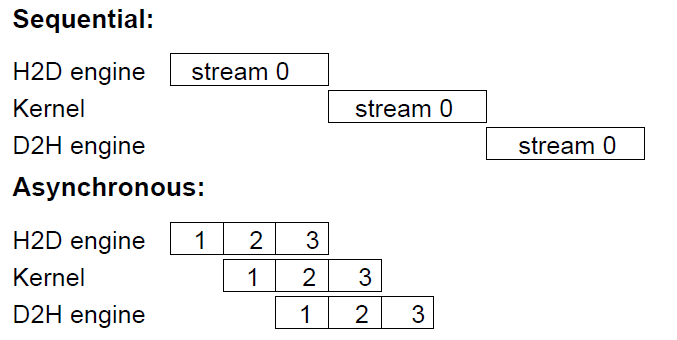 Sequential:
H2D engine stream 0
Kernel stream 0
D2H engine stream 0
Asynchronous:
H2D engine 1 2 3
Kernel 1 2 3
D2H engine 1 2 3